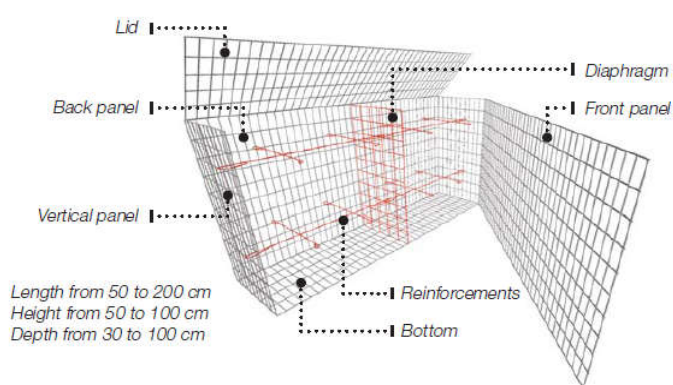 Lid
Diaphragm
Back panel
Front panel
Vertical panel
Reinforcements
Length from 50 to 200 cm
Height from 50 to 100 cm
Depth from 30 to 100 cm
Bottom